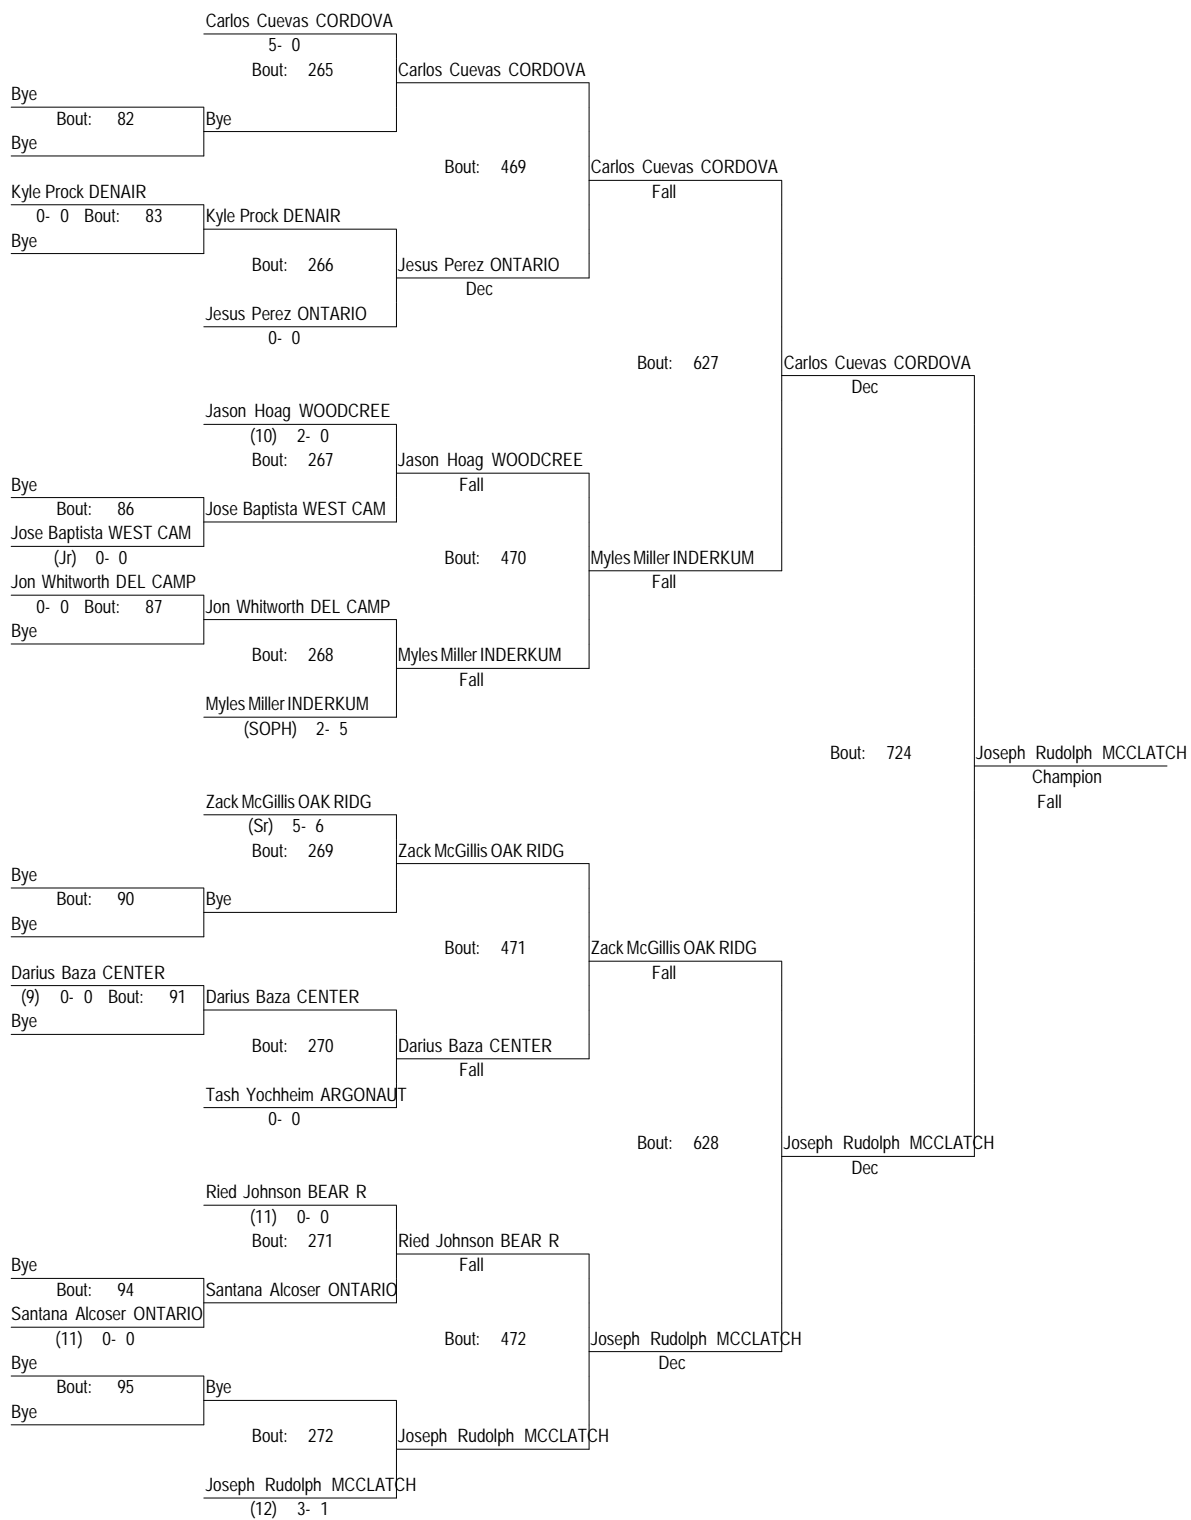 Carlos Cuevas CORDOVA
5- 0
Bout: 265
Carlos Cuevas CORDOVA
Bye
Bout: 82
Bye
Bye
Bout: 469
Carlos Cuevas CORDOVA
Fall
Kyle Prock DENAIR
0- 0 Bout: 83
Kyle Prock DENAIR
Bye
Bout: 266
Jesus Perez ONTARIO
Dec
Jesus Perez ONTARIO
0- 0
Bout: 627
Carlos Cuevas CORDOVA
Dec
Jason Hoag WOODCREE
(10) 2- 0
Bout: 267
Jason Hoag WOODCREE
Fall
Bye
Bout: 86
Jose Baptista WEST CAM
Jose Baptista WEST CAM
(Jr) 0- 0
Bout: 470
Myles Miller INDERKUM
Fall
Jon Whitworth DEL CAMP
0- 0 Bout: 87
Jon Whitworth DEL CAMP
Bye
Bout: 268
Myles Miller INDERKUM
Fall
Myles Miller INDERKUM
(SOPH) 2- 5
Bout: 724
Joseph Rudolph MCCLATCH
Champion
Fall
Zack McGillis OAK RIDG
(Sr) 5- 6
Bout: 269
Zack McGillis OAK RIDG
Bye
Bout: 90
Bye
Bye
Bout: 471
Zack McGillis OAK RIDG
Fall
Darius Baza CENTER
(9) 0- 0 Bout: 91
Darius Baza CENTER
Bye
Bout: 270
Darius Baza CENTER
Fall
Tash Yochheim ARGONAUT
0- 0
Bout: 628
Joseph Rudolph MCCLATCH
Dec
Ried Johnson BEAR R
(11) 0- 0
Bout: 271
Ried Johnson BEAR R
Fall
Bye
Bout: 94
Santana Alcoser ONTARIO
Santana Alcoser ONTARIO
(11) 0- 0
Bout: 472
Joseph Rudolph MCCLATCH
Dec
Bye
Bout: 95
Bye
Bye
Bout: 272
Joseph Rudolph MCCLATCH
Joseph Rudolph MCCLATCH
(12) 3- 1